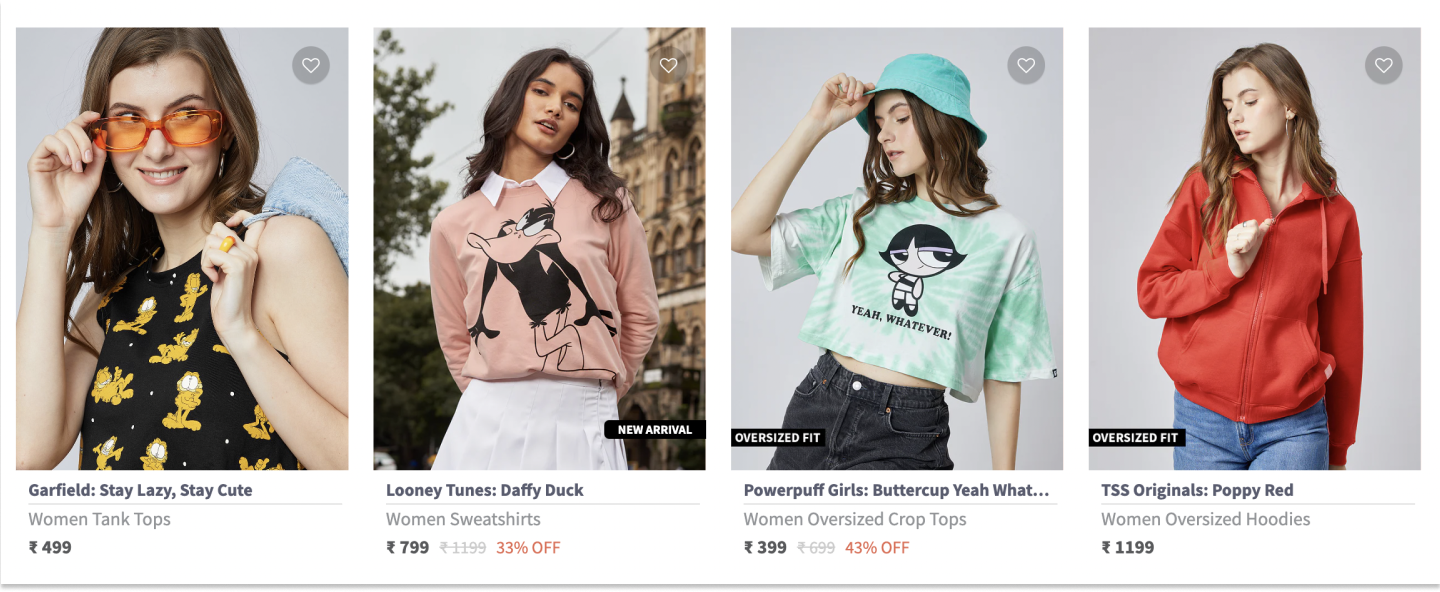 YEAH, WHATEVER!
NEW ARRIVAL
OVERSIZED FIT
OVERSIZED FIT
Garfield: Stay Lazy, Stay Cute
Women Tank Tops
₹ 499
Looney Tunes: Daffy Duck
Women Sweatshirts
₹ 799 ₹ 1199 33% OFF
Powerpuff Girls: Buttercup Yeah What...
Women Oversized Crop Tops
₹ 399 ₹ 699 43% OFF
TSS Originals: Poppy Red
Women Oversized Hoodies
₹ 1199